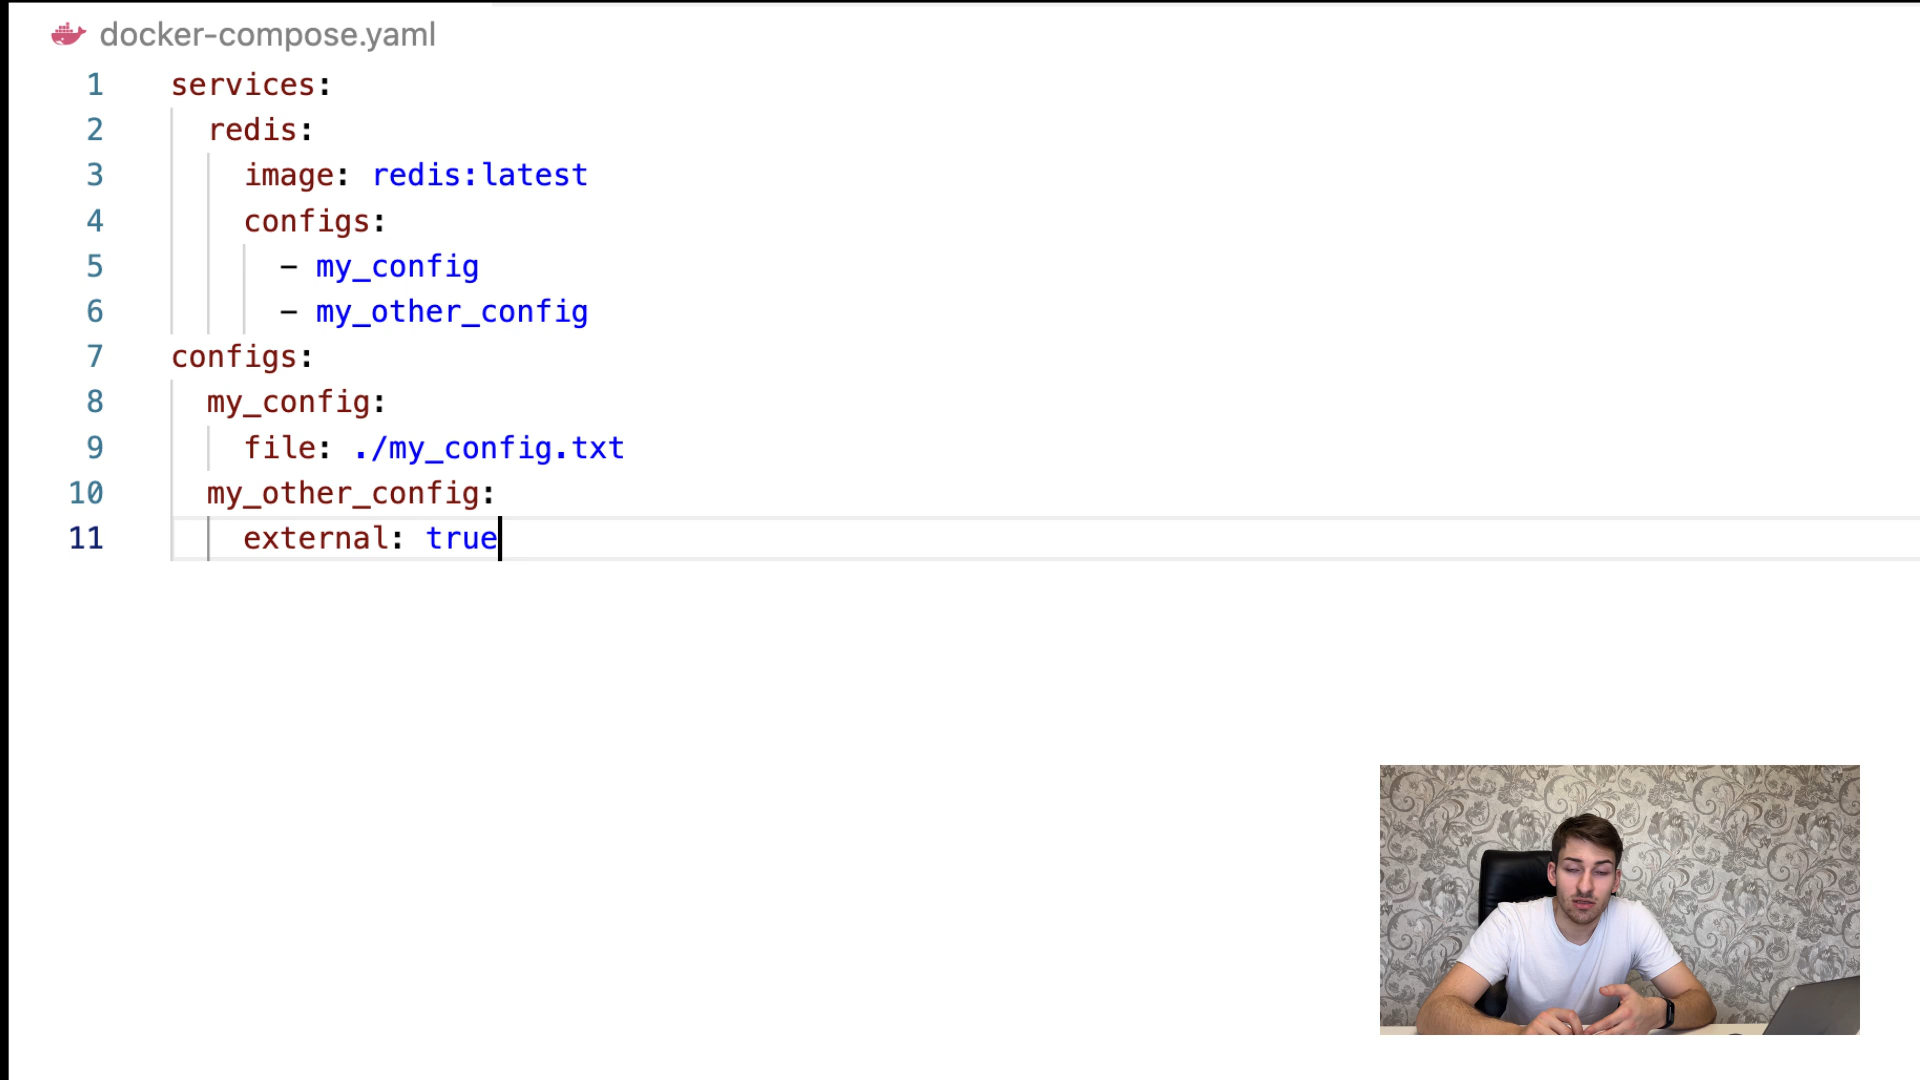 docker-compose.yaml
1 services:
2 redis:
3 image: redis:latest
4 configs:
5 - my_config
6 - my_other_config
7 configs:
8 my_config:
9 file: ./my_config.txt
10 my_other_config:
11 external: true